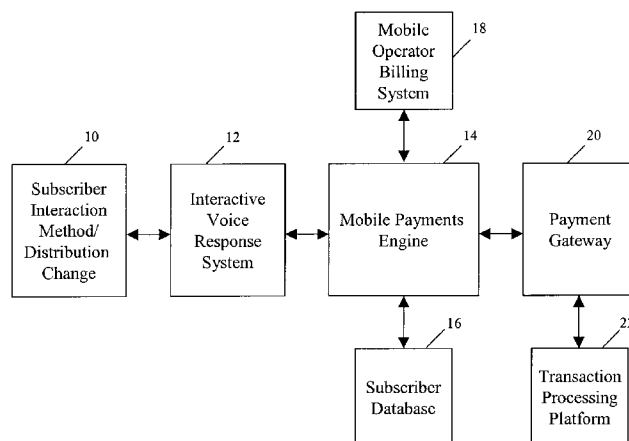 Mobile
Operator
Billing
System
18
10
Subscriber
Interaction
Method/
Distribution
Change
12
Interactive
Voice
Response
System
14
Mobile Payments
Engine
20
Payment
Gateway
16
Subscriber
Database
22
Transaction
Processing
Platform